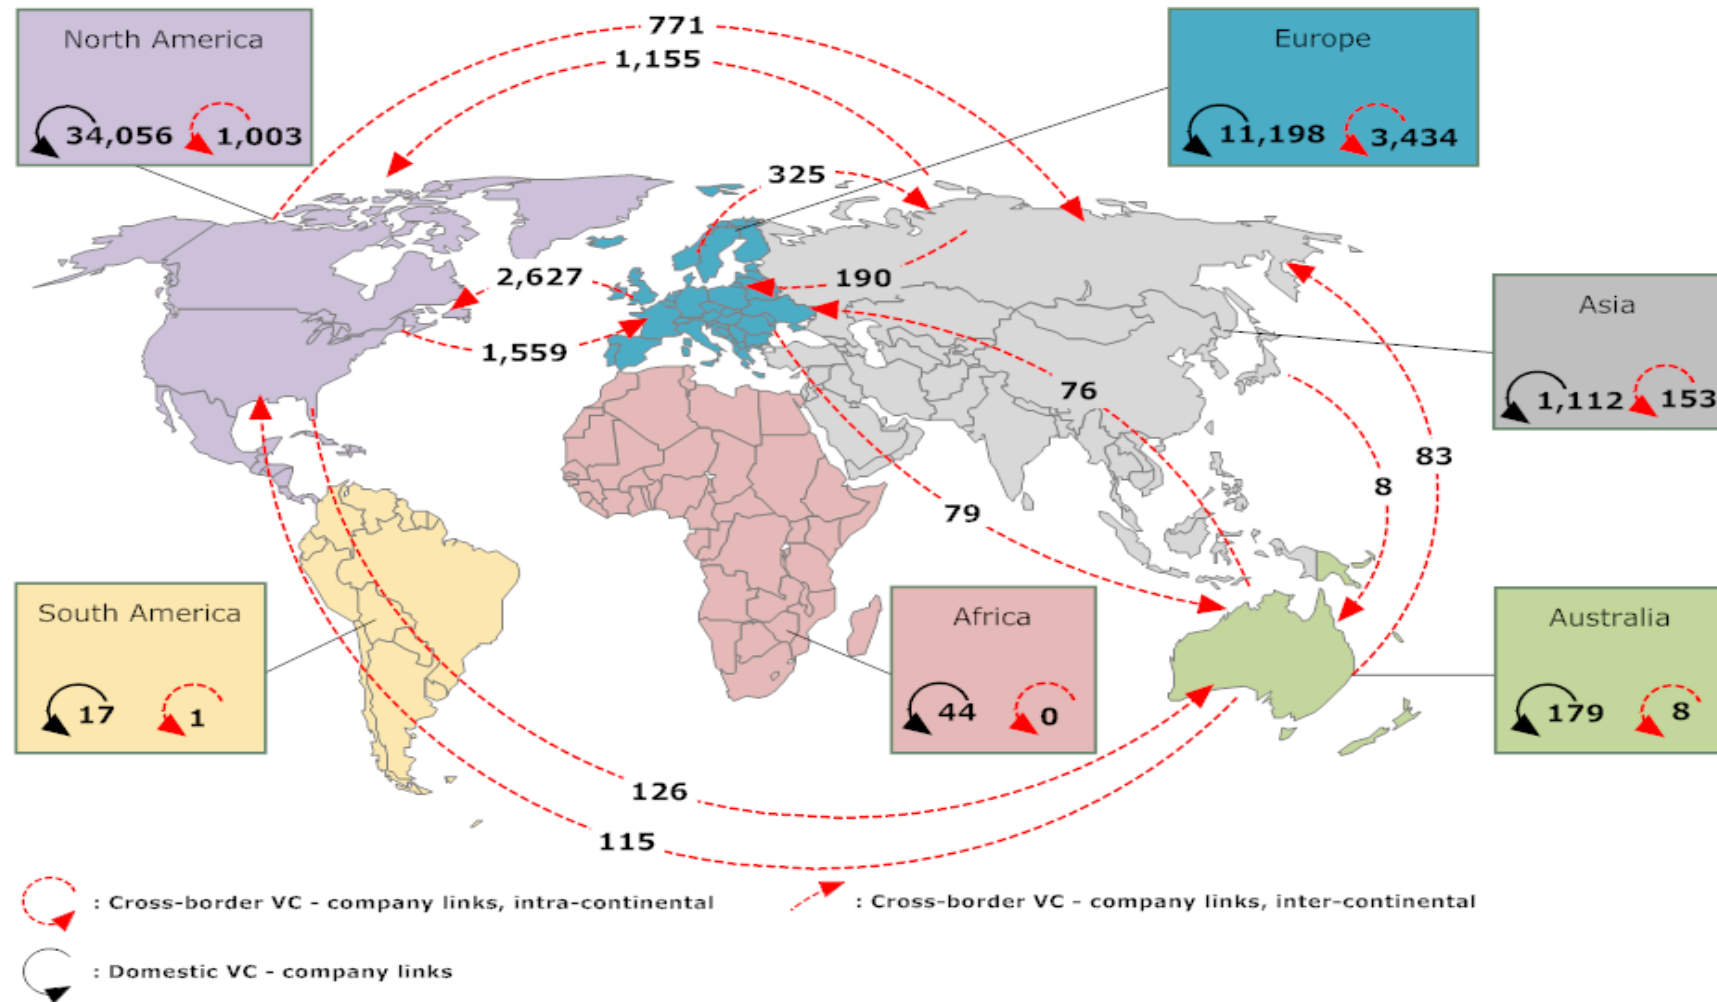 North America
34,056 1,003
771
1,155
Europe
11,198 3,434
325
2,627
190
1,559
Asia
1,112 153
76
83
8
79
South America
17 1
Africa
44 0
Australia
179 8
126
115
: Cross-border VC - company links, intra-continental
: Cross-border VC - company links, inter-continental
: Domestic VC - company links